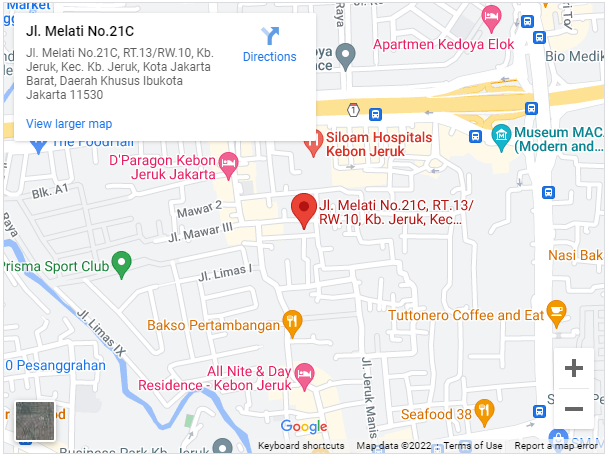 Jl. Melati No.21C
Jl. Melati No.21C, RT.13/RW.10, Kb.
Jeruk, Kec. Kb. Jeruk, Kota Jakarta
Barat, Daerah Khusus Ibukota
Jakarta 11530
Directions
View larger map
Market
Raya
Apartmen Kedoya Elok
Space
Bio Medik
1
The FoodHall
Siloam Hospitals
Kebon Jeruk
Museum MAC
(Modern and...
D'Paragon Kebon
Jeruk Jakarta
Blk. A1
Mawar 2
Jl. Melati No.21C, RT.13/
RW.10, Kb. Jeruk, Kec...
Raya
Jl. Mawar III
Prisma Sport Club
Jl. Limas I
Nasi Bak
Jl. Limas IX
Bakso Pertambangan
Tuttonero Coffee and Eat
0 Pesanggrahan
All Nite & Day
Residence - Kebon Jeruk
Jl. Jeruk Manis
Seafood 38
Google
Business Park Kb. Jeruk
Keyboard shortcuts
Map data ©2022
Terms of Use
Report a map error